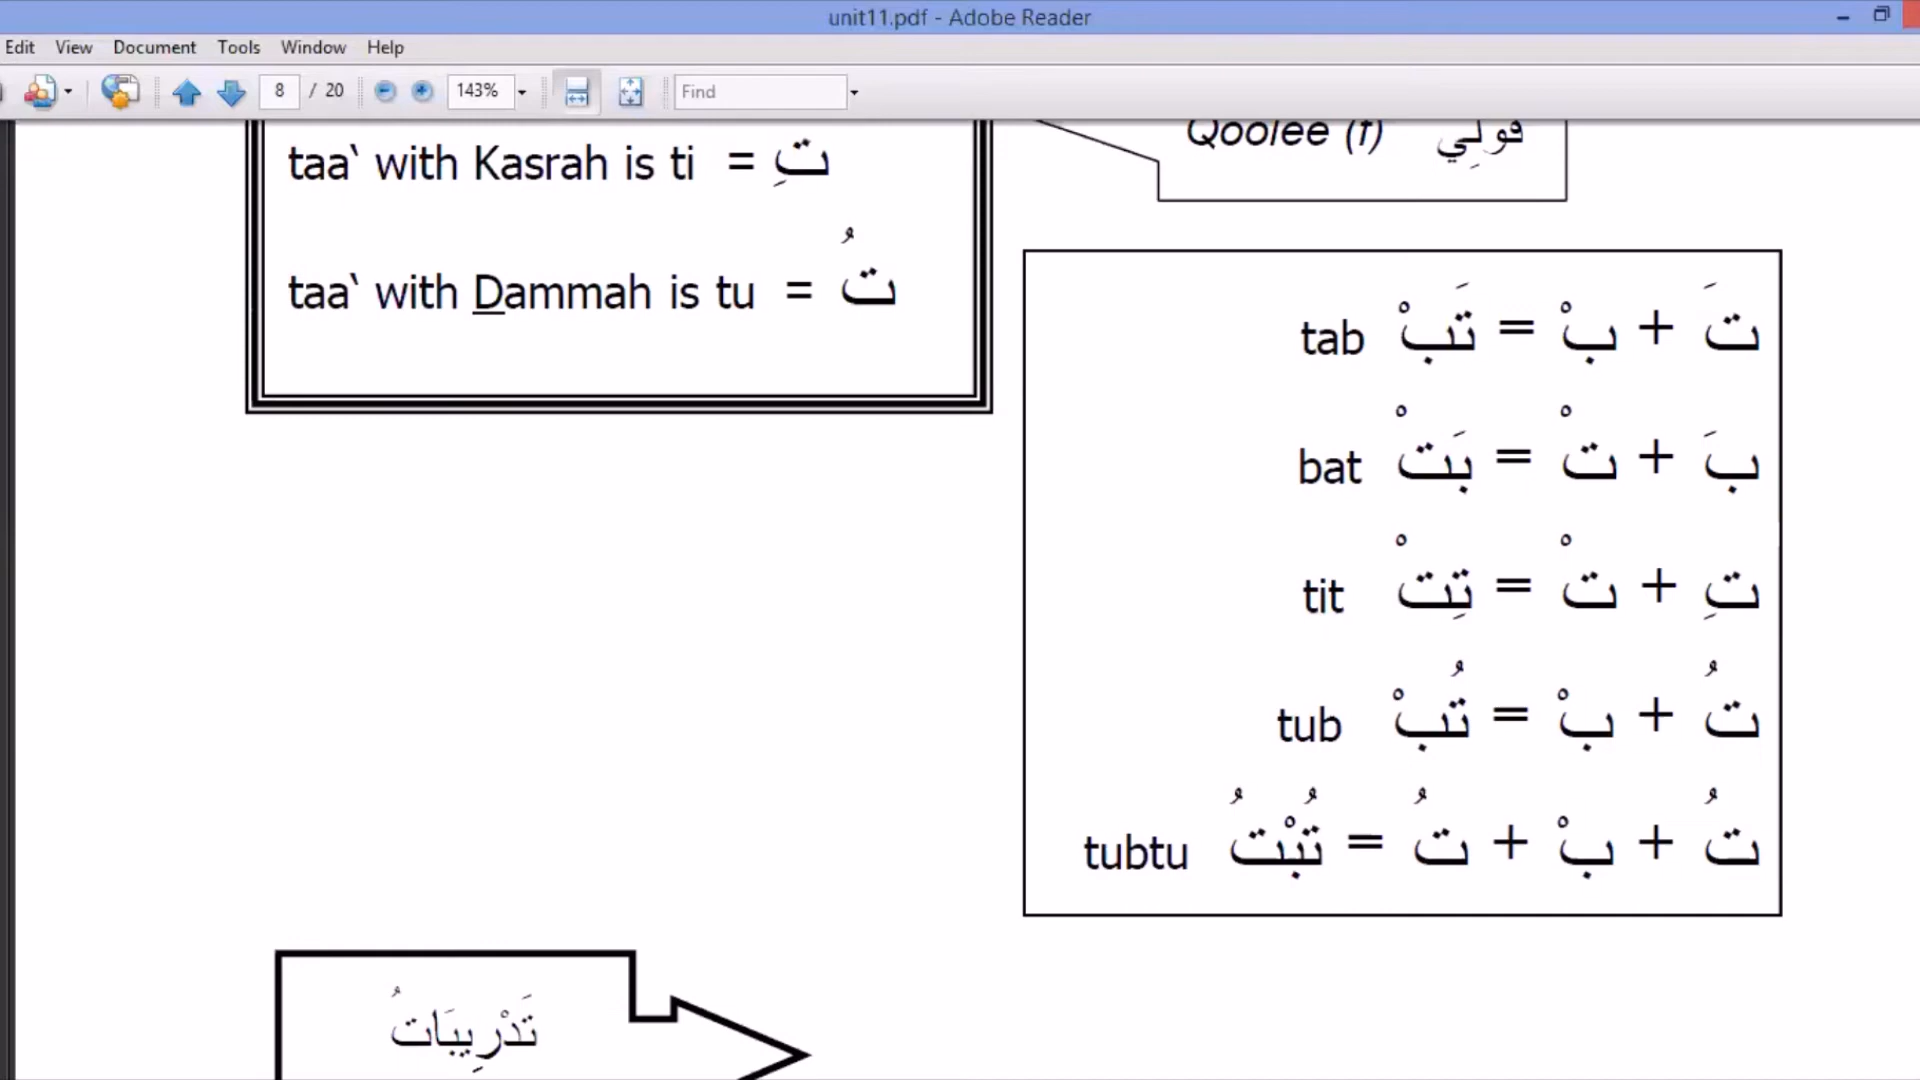 unit11.pdf - Adobe Reader
Edit View Document Tools Window Help
8 / 20 143% Find
taa‘ with Kasrah is ti = تِ
Qoolee (f) قولِي
taa‘ with Dammah is tu = تُ
تَ + بْ = تَبْ tab
بَ + تْ = بَتْ bat
تِ + تْ = تِتْ tit
تُ + بْ = تُبْ tub
تُ + بْ + تُ = تُبْتُ tubtu
تَدْرِيبَاتُ